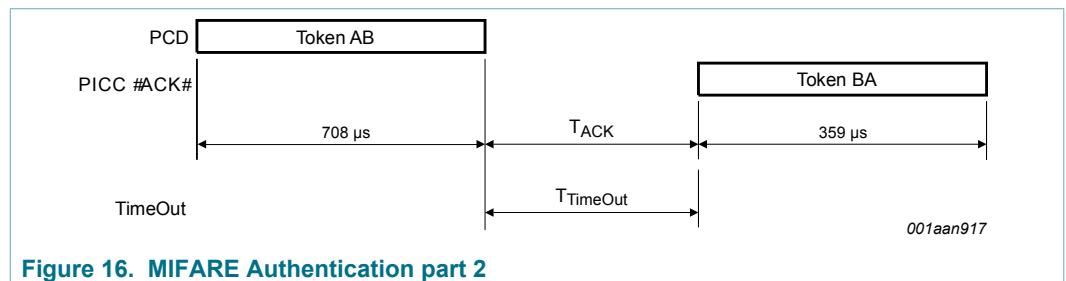 PCD Token AB
PICC #ACK# Token BA
708 µs TACK 359 µs
TimeOut TTimeOut
001aan917
Figure 16. MIFARE Authentication part 2